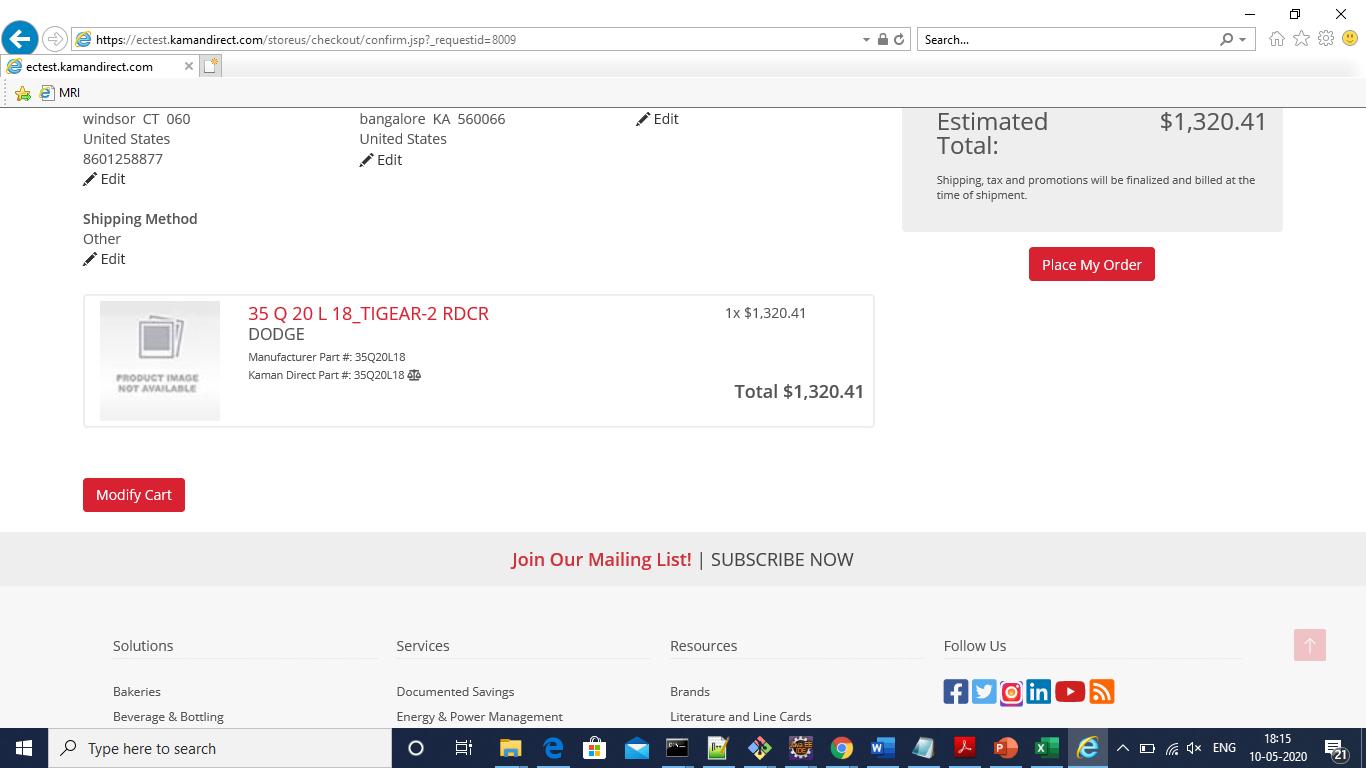 https://ectest.kamandirect.com/storeus/checkout/confirm.jsp?_requestid=8009
Search...
ectest.kamandirect.com
MRI
windsor CT 060
United States
8601258877
Edit
bangalore KA 560066
United States
Edit
Edit
Estimated
Total:
$1,320.41
Shipping, tax and promotions will be finalized and billed at the
time of shipment.
Place My Order
Shipping Method
Other
Edit
PRODUCT IMAGE
NOT AVAILABLE
35 Q 20 L 18_TIGEAR-2 RDCR
DODGE
Manufacturer Part #: 35Q20L18
Kaman Direct Part #: 35Q20L18
1x $1,320.41
Total $1,320.41
Modify Cart
Join Our Mailing List! | SUBSCRIBE NOW
Solutions
Bakeries
Beverage & Bottling
Services
Documented Savings
Energy & Power Management
Resources
Brands
Literature and Line Cards
Follow Us
Type here to search
ENG
18:15
10-05-2020
21